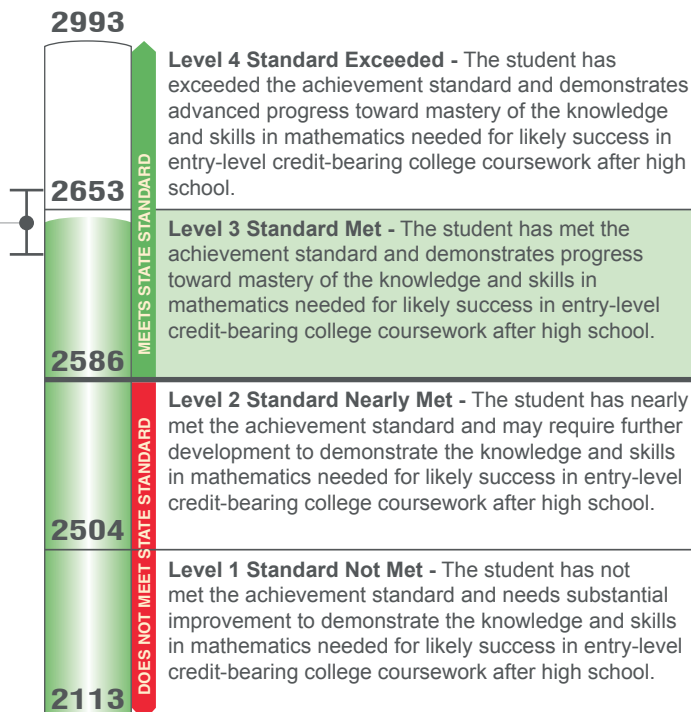 2993
Level 4 Standard Exceeded - The student has
exceeded the achievement standard and demonstrates
advanced progress toward mastery of the knowledge
and skills in mathematics needed for likely success in
entry-level credit-bearing college coursework after high
school.
2653
MEETS STATE STANDARD
Level 3 Standard Met - The student has met the
achievement standard and demonstrates progress
toward mastery of the knowledge and skills in
mathematics needed for likely success in entry-level
credit-bearing college coursework after high school.
2586
Level 2 Standard Nearly Met - The student has nearly
met the achievement standard and may require further
development to demonstrate the knowledge and skills
in mathematics needed for likely success in entry-level
credit-bearing college coursework after high school.
2504
DOES NOT MEET STATE STANDARD
Level 1 Standard Not Met - The student has not
met the achievement standard and needs substantial
improvement to demonstrate the knowledge and skills
in mathematics needed for likely success in entry-level
credit-bearing college coursework after high school.
2113